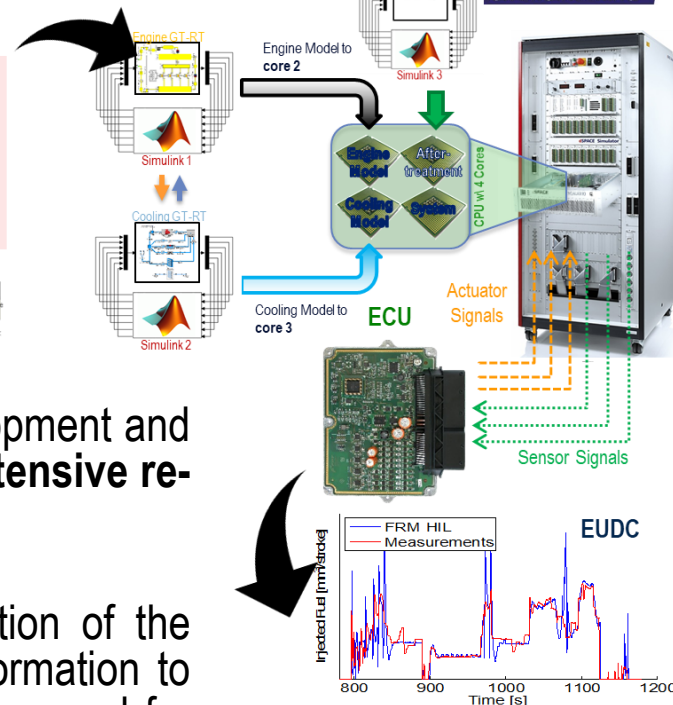 Engine GT-RT
Simulink 1
Engine Model to
core 2
Simulink 3
Engine
Model
After-
treatment
Cooling
Model
System
CPU w\ 4 Cores
dSPACE Simulator
Cooling GT-RT
Simulink 2
Cooling Model to
core 3
ECU
Actuator
Signals
Sensor Signals
opment and
tensive re-
tion of the
ormation to
EUDC
FRM HIL
Measurements
Injected Fuel [mm³/stroke]
800 900 1000 1100 1200
Time [s]